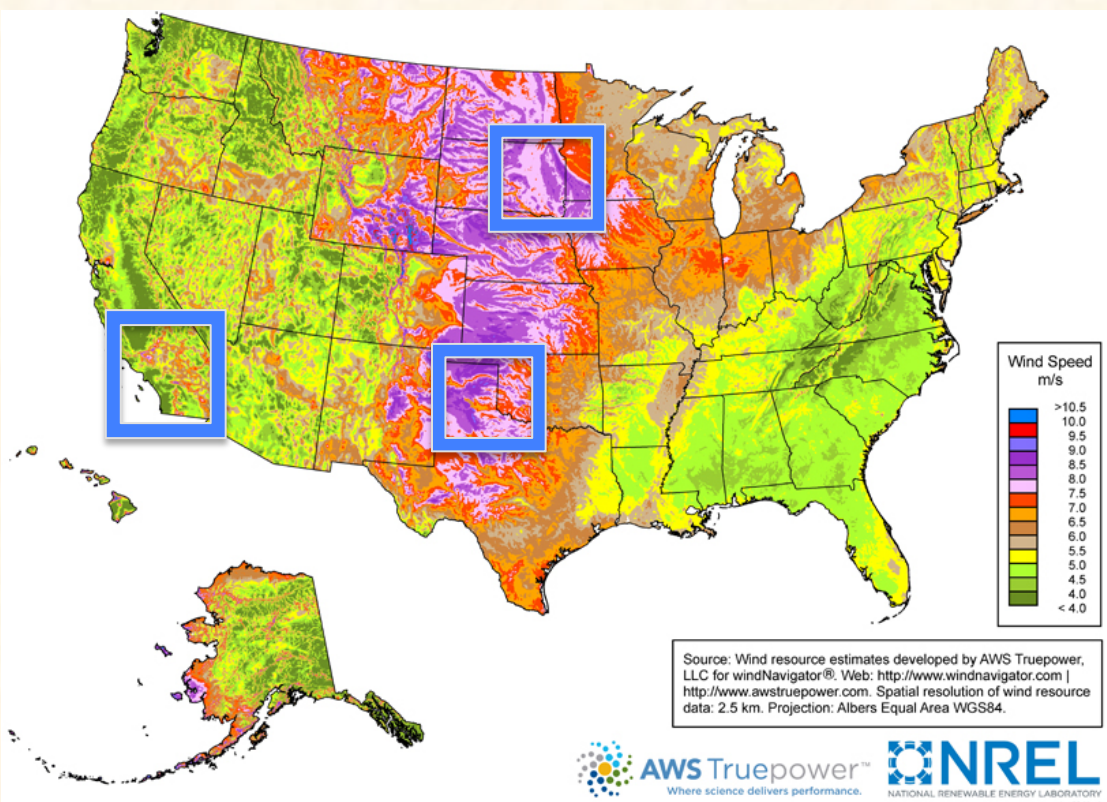 Wind Speed
m/s
>10.5
10.0
9.5
9.0
8.5
8.0
7.5
7.0
6.5
6.0
5.5
5.0
4.5
4.0
< 4.0
Source: Wind resource estimates developed by AWS Truepower,
LLC for windNavigator®. Web: http://www.windnavigator.com |
http://www.awstruepower.com. Spatial resolution of wind resource
data: 2.5 km. Projection: Albers Equal Area WGS84.
AWS Truepower™
Where science delivers performance.
NREL
NATIONAL RENEWABLE ENERGY LABORATORY